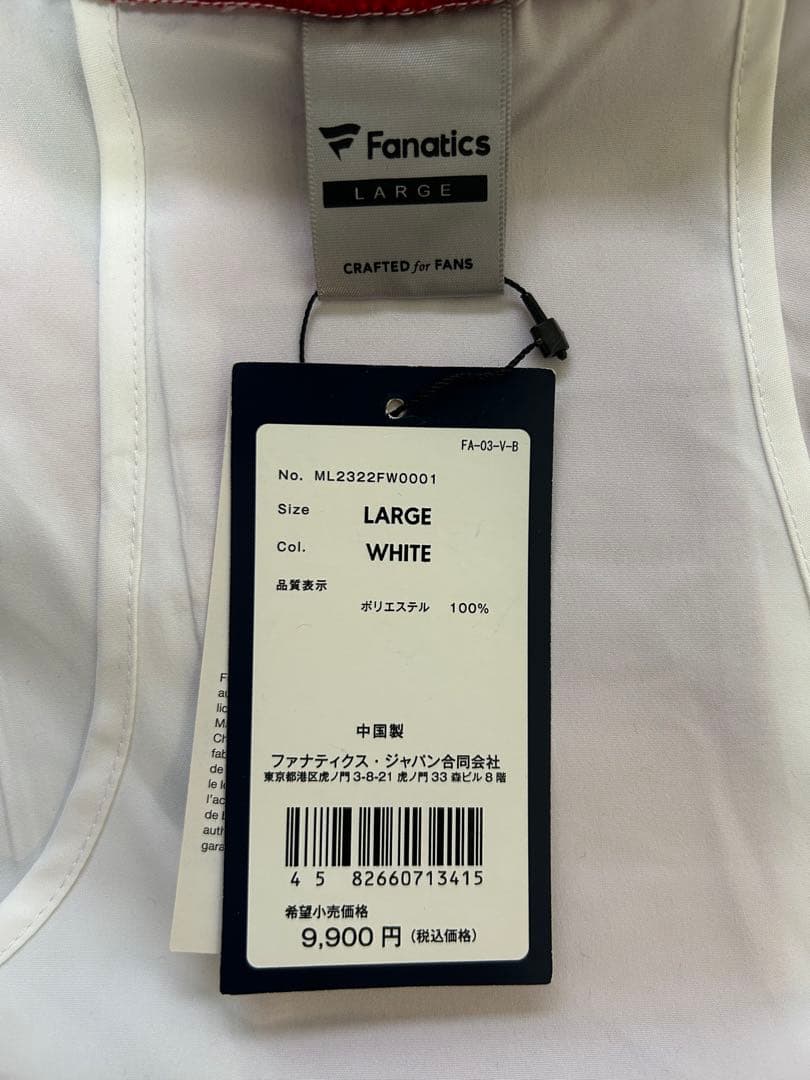 Fanatics
LARGE
CRAFTED for FANS
FA-03-V-B
No. ML2322FW0001
Size LARGE
Col. WHITE
品質表示
ポリエステル 100%
中国製
ファナティクス・ジャパン合同会社
東京都港区虎ノ門 3-8-21 虎ノ門 33 森ビル 8 階
4 5 82660713415
希望小売価格
9,900 円 (税込価格)
de
le